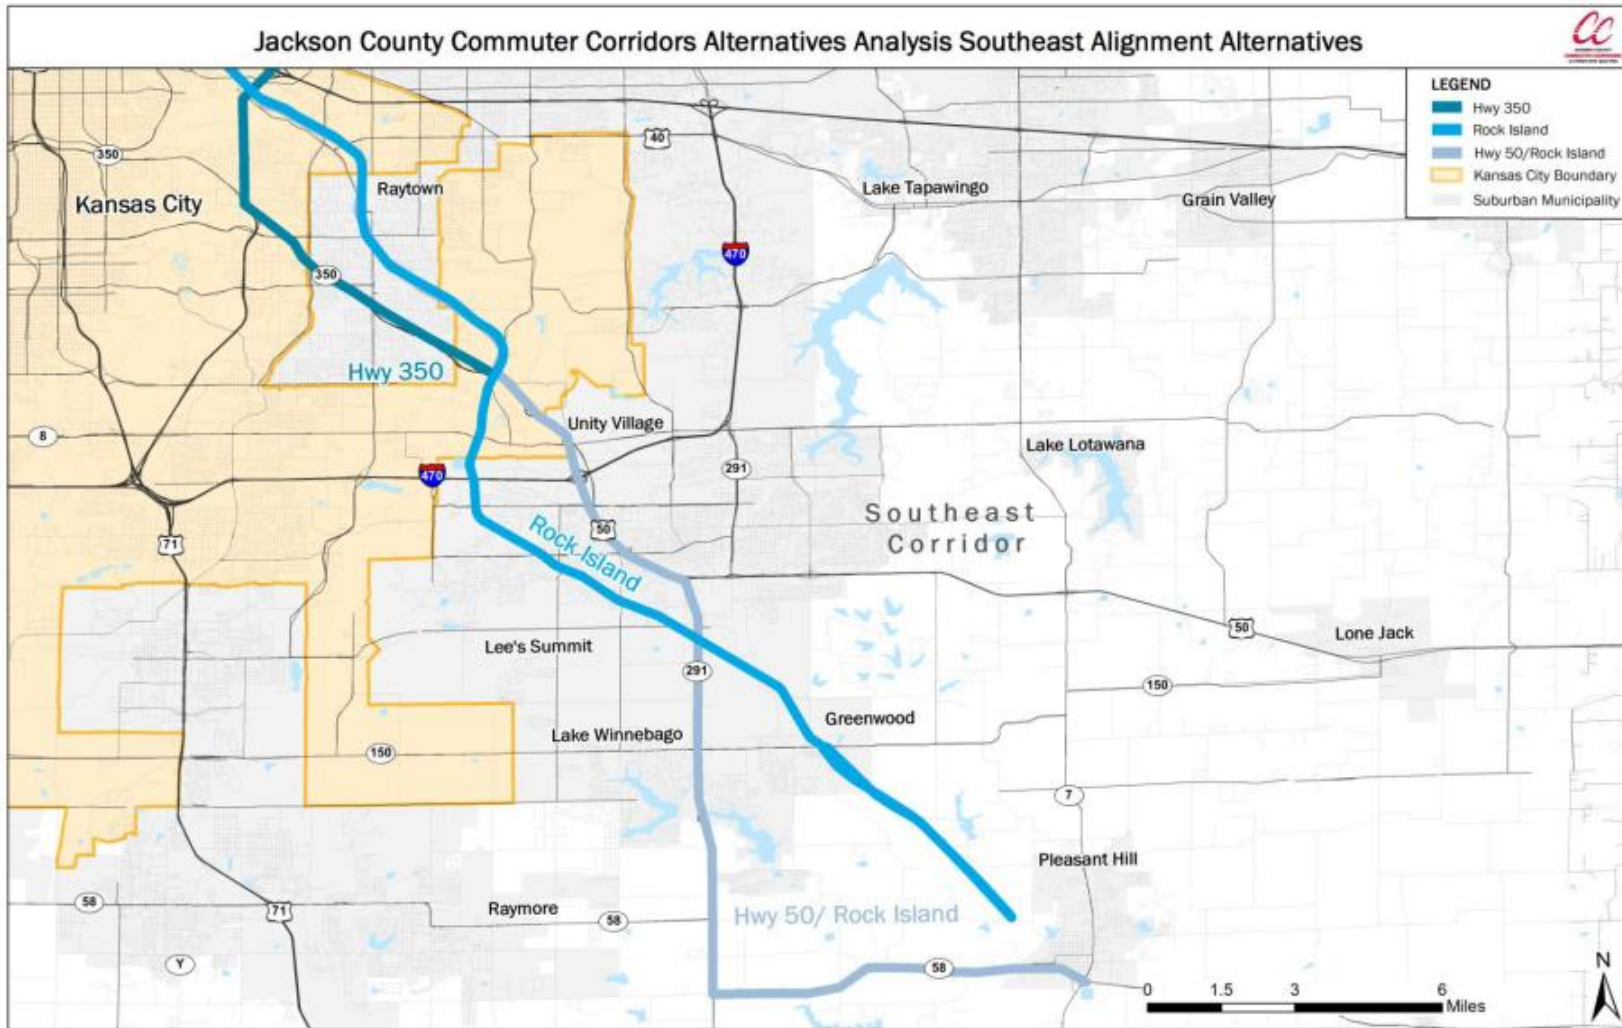 Jackson County Commuter Corridors Alternatives Analysis Southeast Alignment Alternatives
CC
LEGEND
Hwy 350
Rock Island
Hwy 50/Rock Island
Kansas City Boundary
Suburban Municipality
40
350
Raytown
Lake Tapawingo
Kansas City
Grain Valley
470
350
Hwy 350
Unity Village
8
Lake Lotawana
470
291
Southeast
Corridor
50
71
Rock Island
50
Lone Jack
Lee's Summit
291
150
Greenwood
Lake Winnebago
150
7
Pleasant Hill
58
71
Raymore
58
Hwy 50/ Rock Island
Y
58
N
0 1.5 3 6
Miles